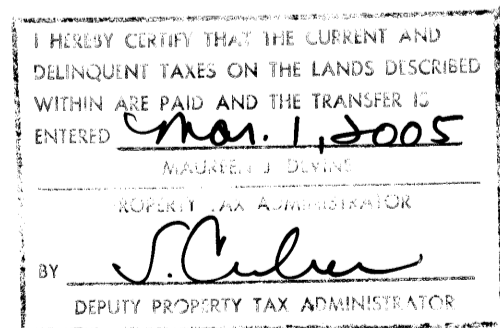 I HEREBY CERTIFY THAT THE CURRENT AND
DELINQUENT TAXES ON THE LANDS DESCRIBED
WITHIN ARE PAID AND THE TRANSFER IS
ENTERED Mar. 1, 2005
MAUREEN J. DEVINE
PROPERTY TAX ADMINISTRATOR
BY
DEPUTY PROPERTY TAX ADMINISTRATOR